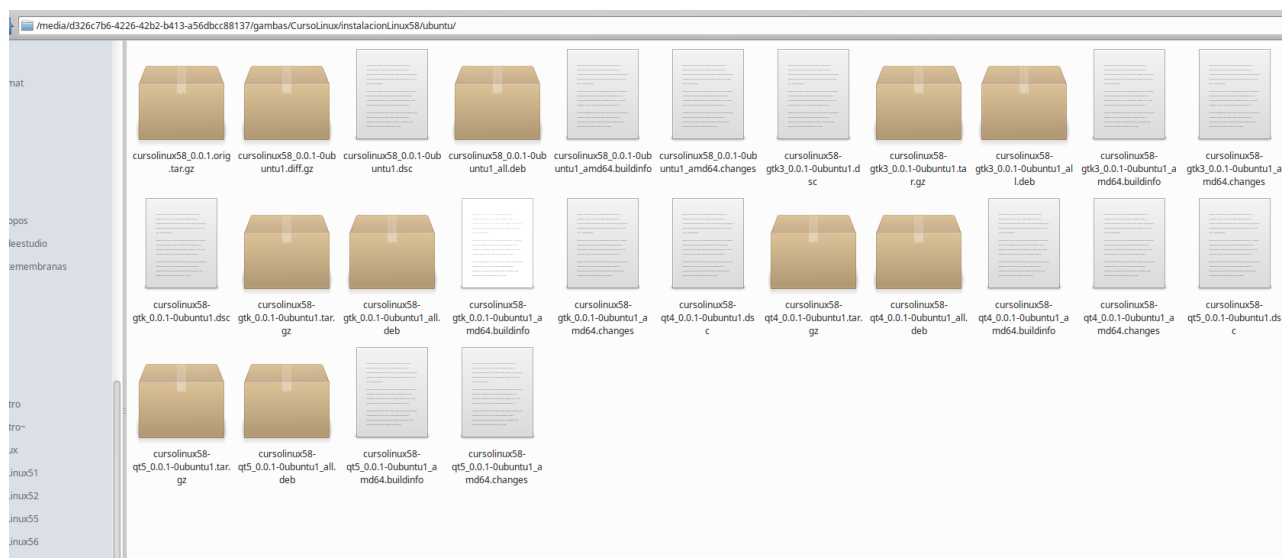 /media/d326c7b6-4226-42b2-b413-a56dbcc88137/gambas/CursoLinux/instalacionLinux58/ubuntu/
mat
opos
deestudio
temembranas
tro
tro~
ux
inux51
inux52
inux55
inux56
cursolinux58_0.0.1.orig
.tar.gz
cursolinux58_0.0.1-0ub
untu1.diff.gz
cursolinux58_0.0.1-0ub
untu1.dsc
cursolinux58_0.0.1-0ub
untu1_all.deb
cursolinux58_0.0.1-0ub
untu1_amd64.buildinfo
cursolinux58_0.0.1-0ub
untu1_amd64.changes
cursolinux58-
gtk3_0.0.1-0ubuntu1.d
sc
cursolinux58-
gtk3_0.0.1-0ubuntu1.ta
r.gz
cursolinux58-
gtk3_0.0.1-0ubuntu1_al
l.deb
cursolinux58-
gtk3_0.0.1-0ubuntu1_a
md64.buildinfo
cursolinux58-
gtk3_0.0.1-0ubuntu1_a
md64.changes
cursolinux58-
gtk_0.0.1-0ubuntu1.dsc
cursolinux58-
gtk_0.0.1-0ubuntu1.tar.
gz
cursolinux58-
gtk_0.0.1-0ubuntu1_all.
deb
cursolinux58-
gtk_0.0.1-0ubuntu1_a
md64.buildinfo
cursolinux58-
gtk_0.0.1-0ubuntu1_a
md64.changes
cursolinux58-
qt4_0.0.1-0ubuntu1.ds
c
cursolinux58-
qt4_0.0.1-0ubuntu1.tar.
gz
cursolinux58-
qt4_0.0.1-0ubuntu1_all.
deb
cursolinux58-
qt4_0.0.1-0ubuntu1_a
md64.buildinfo
cursolinux58-
qt4_0.0.1-0ubuntu1_a
md64.changes
cursolinux58-
qt5_0.0.1-0ubuntu1.ds
c
cursolinux58-
qt5_0.0.1-0ubuntu1.tar.
gz
cursolinux58-
qt5_0.0.1-0ubuntu1_all.
deb
cursolinux58-
qt5_0.0.1-0ubuntu1_a
md64.buildinfo
cursolinux58-
qt5_0.0.1-0ubuntu1_a
md64.changes